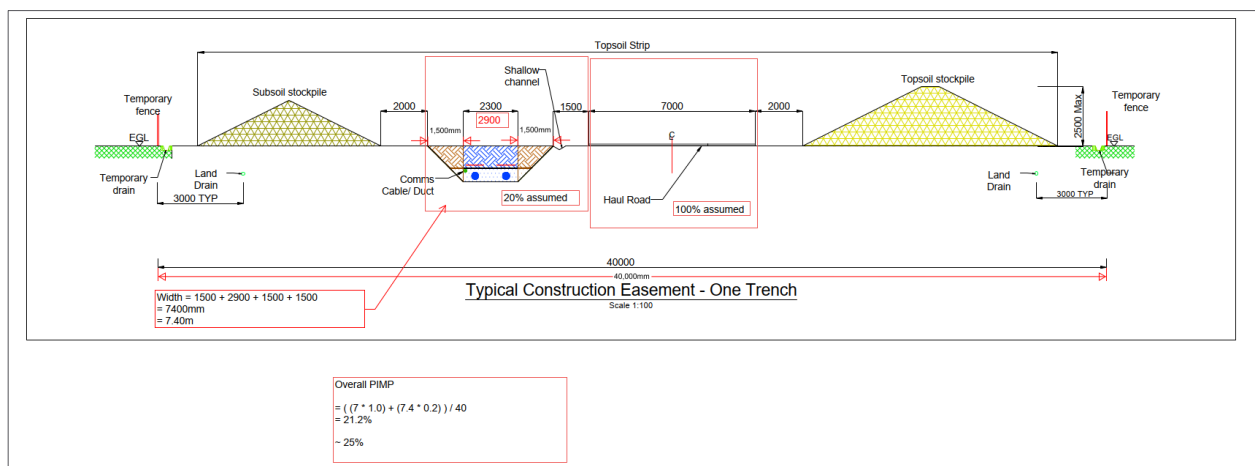 Topsoil Strip
Shallow
channel
Subsoil stockpile
Topsoil stockpile
Temporary
fence
2000
2300
1500
7000
2000
2500 Max
Temporary
fence
2900
1,500mm
1,500mm
EGL
℄
EGL
Temporary
drain
Land
Drain
Comms
Cable/ Duct
20% assumed
Haul Road
100% assumed
Land
Drain
Temporary
drain
3000 TYP
3000 TYP
40000
40,000mm
Typical Construction Easement - One Trench
Scale 1:100
Width = 1500 + 2900 + 1500 + 1500
= 7400mm
= 7.40m
Overall PIMP
= ( (7 * 1.0) + (7.4 * 0.2) ) / 40
= 21.2%
~ 25%